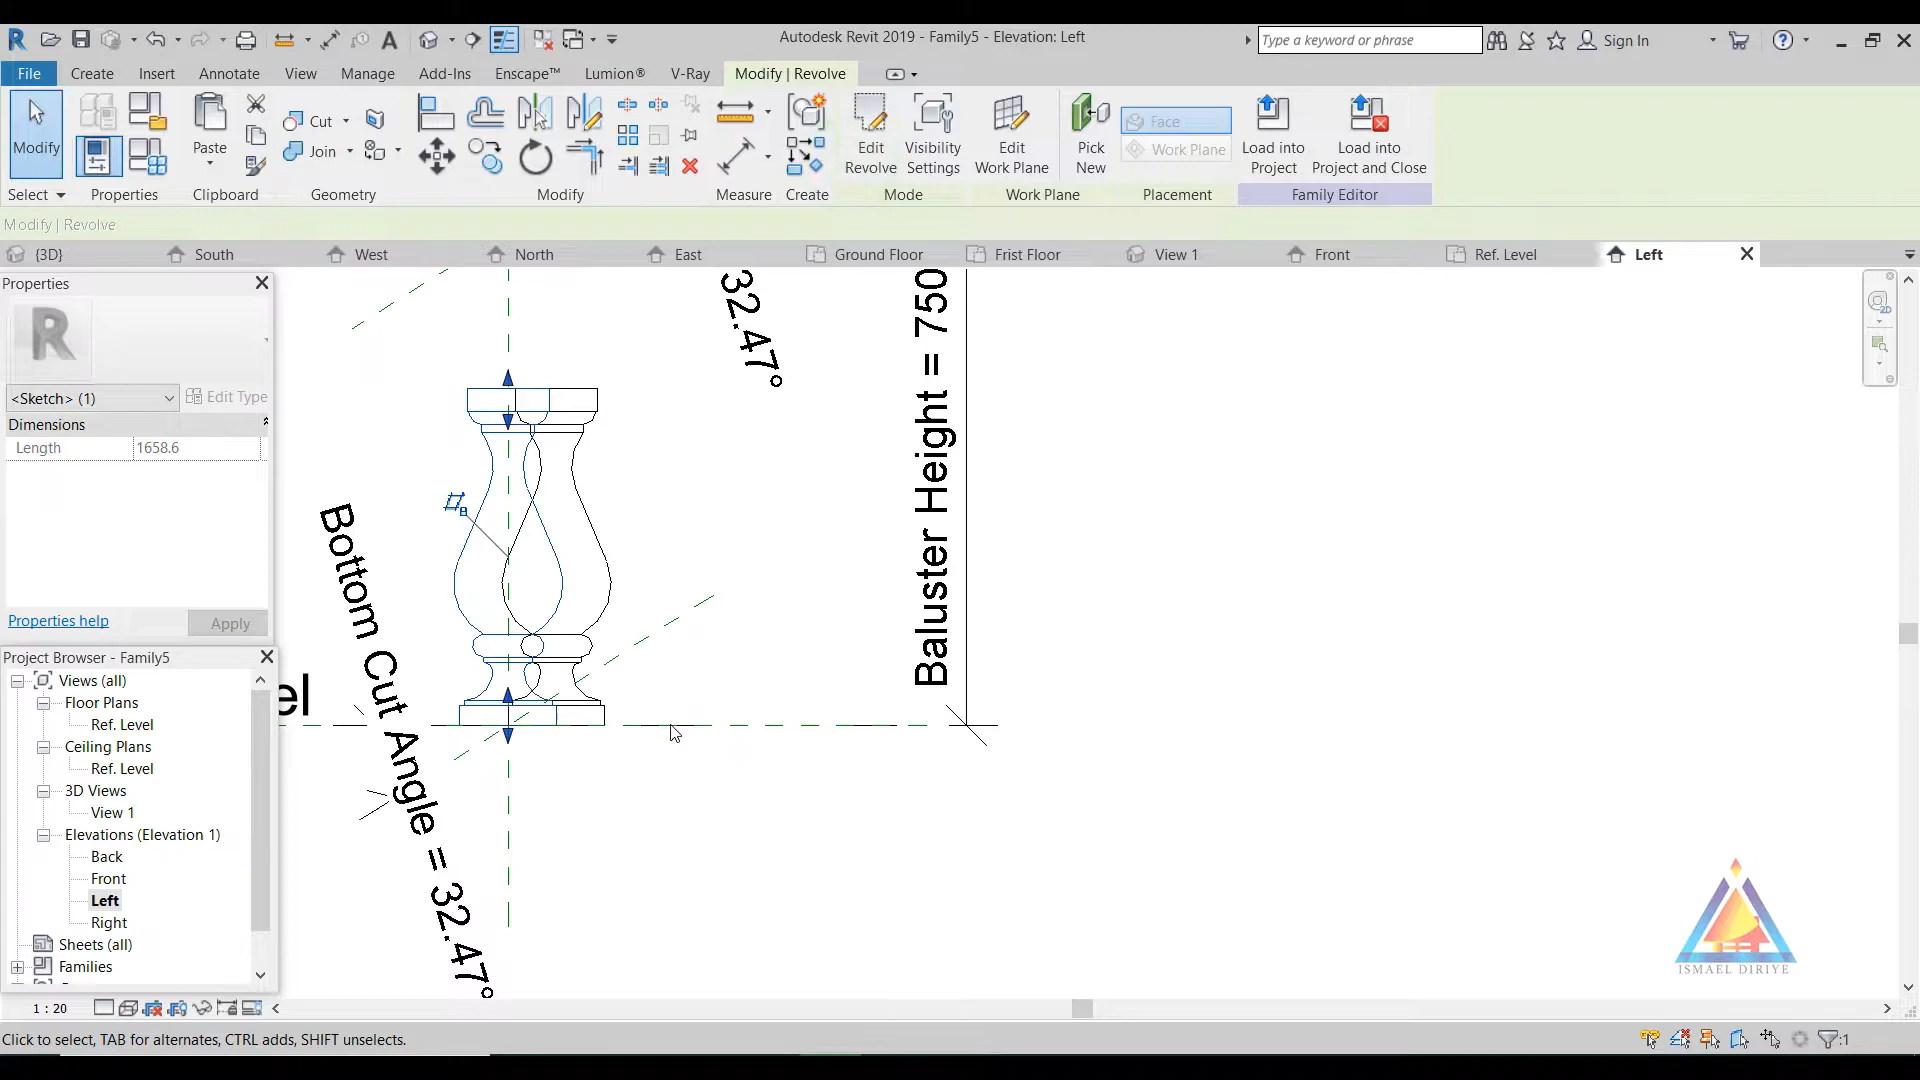 Autodesk Revit 2019 - Family5 - Elevation: Left
Type a keyword or phrase
Sign In
File Create Insert Annotate View Manage Add-Ins Enscape™ Lumion® V-Ray Modify | Revolve
Modify
Paste
Cut
Join
Edit Revolve
Visibility Settings
Edit Work Plane
Pick New
Face
Work Plane
Load into Project
Load into Project and Close
Select Properties Clipboard Geometry Modify Measure Create Mode Work Plane Placement Family Editor
Modify | Revolve
{3D} South West North East Ground Floor Frist Floor View 1 Front Ref. Level Left
Properties
R
<Sketch> (1)
Edit Type
Dimensions
Length 1658.6
Properties help
Apply
Project Browser - Family5
Views (all)
Floor Plans
Ref. Level
Ceiling Plans
Ref. Level
3D Views
View 1
Elevations (Elevation 1)
Back
Front
Left
Right
Sheets (all)
Families
32.47°
Baluster Height = 750
Bottom Cut Angle = 32.47°
el
2D
ISMAEL DIRIYE
1 : 20
Click to select, TAB for alternates, CTRL adds, SHIFT unselects.
:1